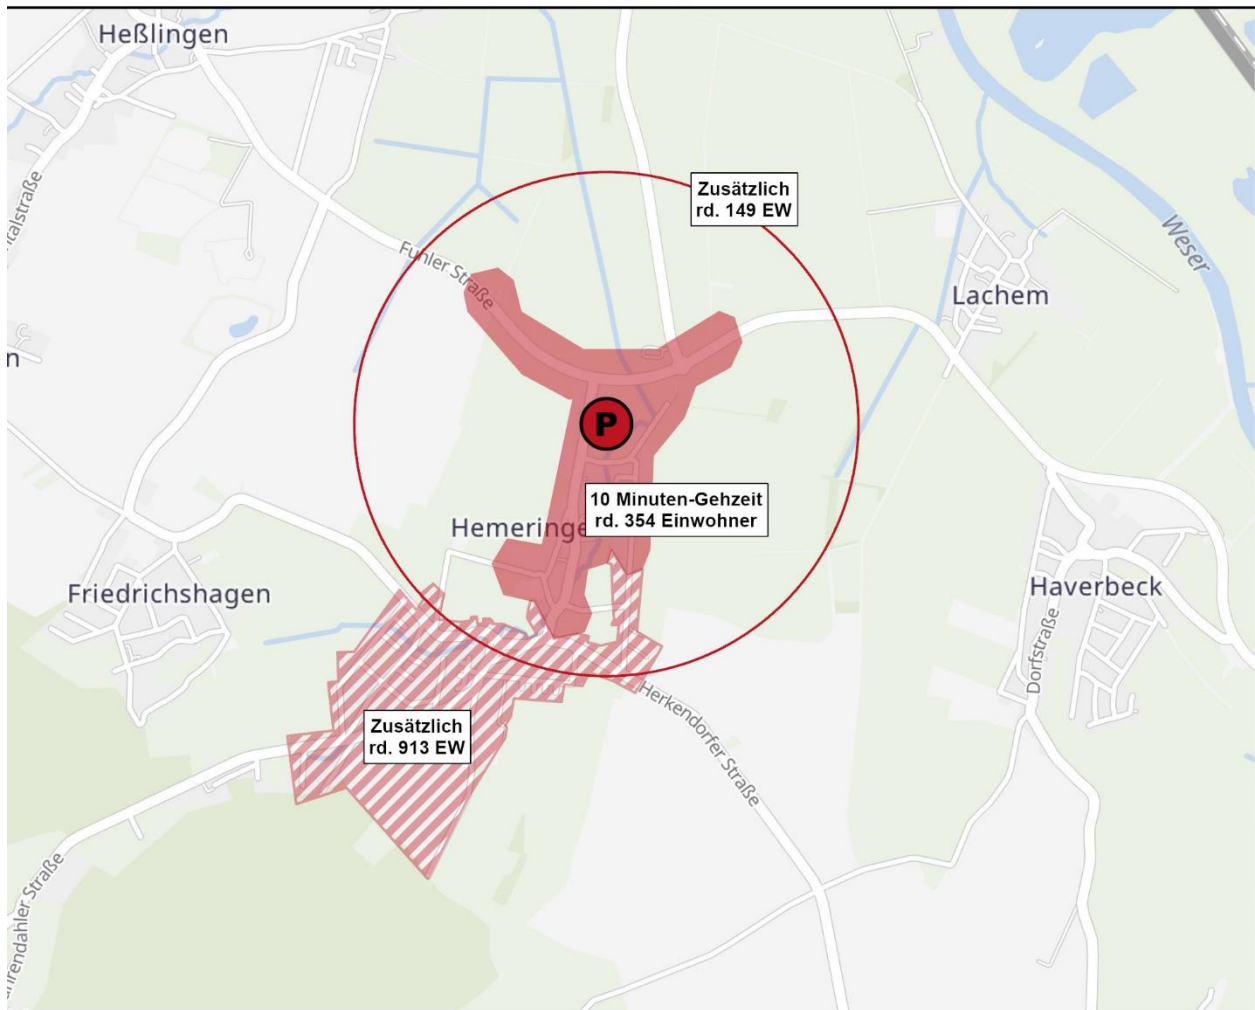 Heßlingen
Zusätzlich
rd. 149 EW
Weser
Fuhler Straße
Lachem
P
10 Minuten-Gehzeit
rd. 354 Einwohner
Hemeringe
Friedrichshagen
Haverbeck
Dorfstraße
Zusätzlich
rd. 913 EW
Herkendorfer Straße